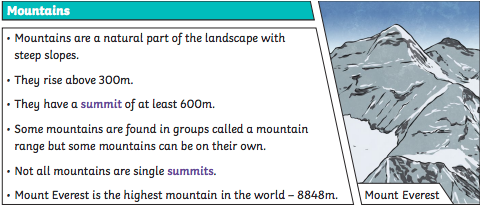 Mountains
• Mountains are a natural part of the landscape with
steep slopes.
• They rise above 300m.
• They have a summit of at least 600m.
• Some mountains are found in groups called a mountain
range but some mountains can be on their own.
• Not all mountains are single summits.
• Mount Everest is the highest mountain in the world – 8848m.
Mount Everest